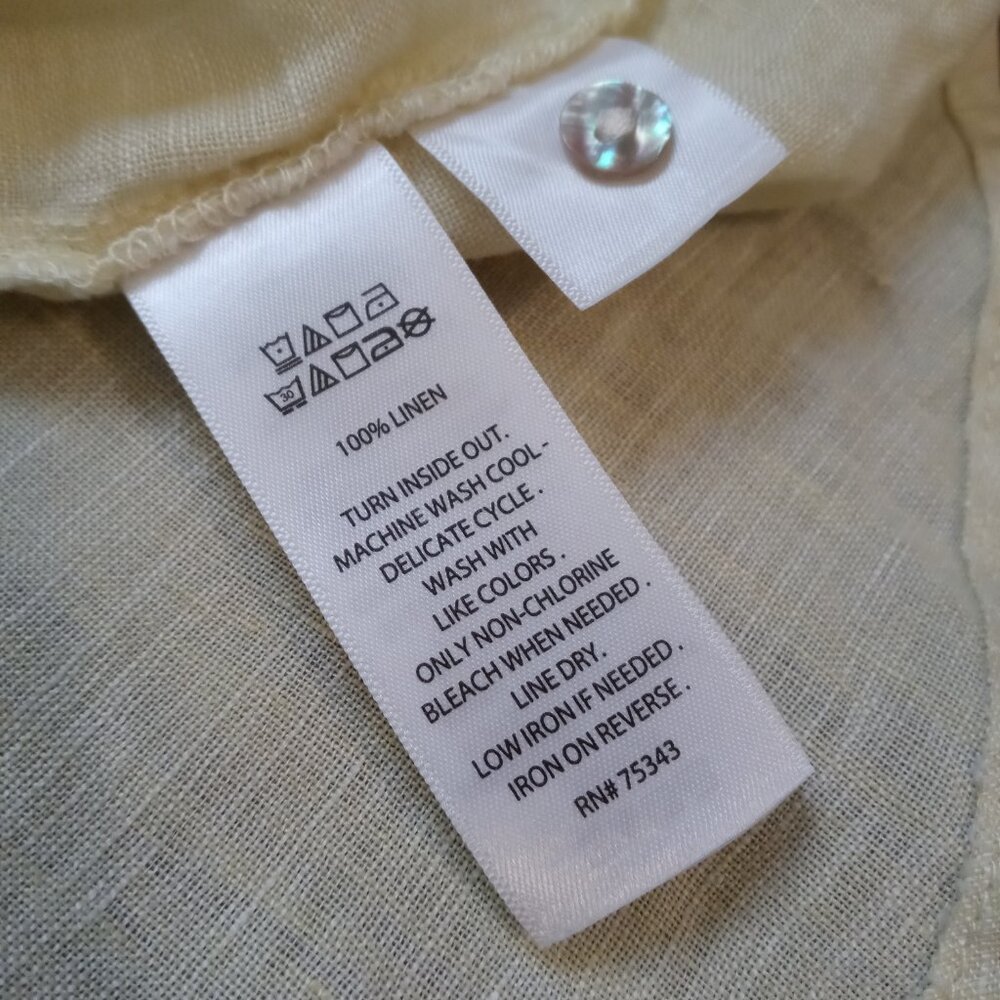 30
100% LINEN
TURN INSIDE OUT.
MACHINE WASH COOL -
DELICATE CYCLE .
WASH WITH
LIKE COLORS .
ONLY NON-CHLORINE
BLEACH WHEN NEEDED .
LINE DRY.
LOW IRON IF NEEDED .
IRON ON REVERSE .
RN# 75343